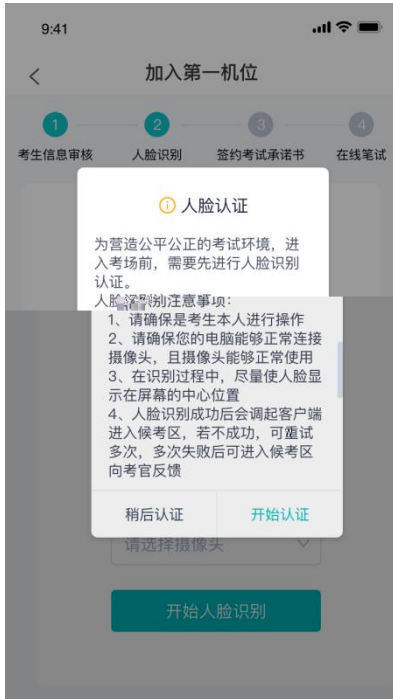 9:41
加入第一机位
1
2
3
4
考生信息审核
人脸识别
签约考试承诺书
在线笔试
人脸认证
为营造公平公正的考试环境，进
入考场前，需要先进行人脸识别
认证。
人脸识别注意事项：
1、请确保是考生本人进行操作
2、请确保您的电脑能够正常连接
摄像头，且摄像头能够正常使用
3、在识别过程中，尽量使人脸显
示在屏幕的中心位置
4、人脸识别成功后会调起客户端
进入候考区，若不成功，可重试
多次，多次失败后可进入候考区
向考官反馈
稍后认证
开始认证
请选择摄像头
开始人脸识别